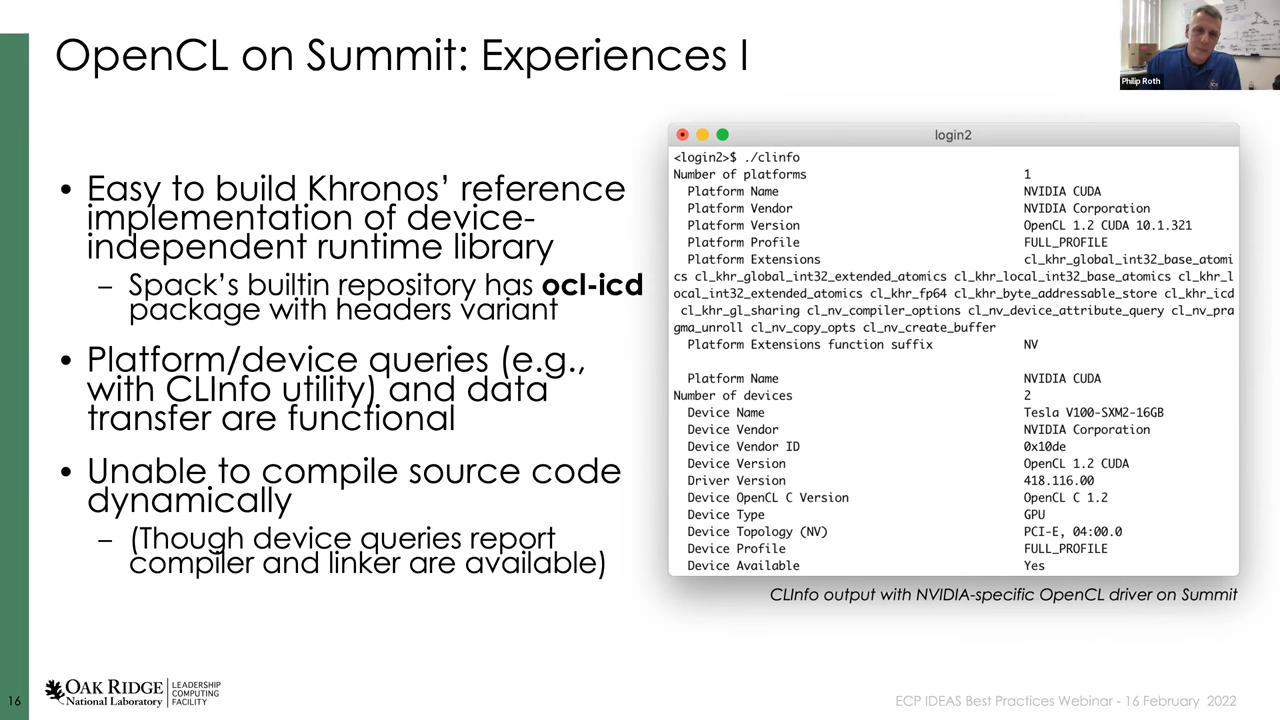 OpenCL on Summit: Experiences I
Philip Roth
• Easy to build Khronos' reference
implementation of device-
independent runtime library
– Spack's builtin repository has ocl-icd
package with headers variant
• Platform/device queries (e.g.,
with CLInfo utility) and data
transfer are functional
• Unable to compile source code
dynamically
– (Though device queries report
compiler and linker are available)
login2
<login2>$ ./clinfo
Number of platforms 1
Platform Name NVIDIA CUDA
Platform Vendor NVIDIA Corporation
Platform Version OpenCL 1.2 CUDA 10.1.321
Platform Profile FULL_PROFILE
Platform Extensions cl_khr_global_int32_base_atomi
cs cl_khr_global_int32_extended_atomics cl_khr_local_int32_base_atomics cl_khr_l
ocal_int32_extended_atomics cl_khr_fp64 cl_khr_byte_addressable_store cl_khr_icd
cl_khr_gl_sharing cl_nv_compiler_options cl_nv_device_attribute_query cl_nv_pra
gma_unroll cl_nv_copy_opts cl_nv_create_buffer
Platform Extensions function suffix NV
Platform Name NVIDIA CUDA
Number of devices 2
Device Name Tesla V100-SXM2-16GB
Device Vendor NVIDIA Corporation
Device Vendor ID 0x10de
Device Version OpenCL 1.2 CUDA
Driver Version 418.116.00
Device OpenCL C Version OpenCL C 1.2
Device Type GPU
Device Topology (NV) PCI-E, 04:00.0
Device Profile FULL_PROFILE
Device Available Yes
CLInfo output with NVIDIA-specific OpenCL driver on Summit
16
OAK RIDGE
National Laboratory
LEADERSHIP
COMPUTING
FACILITY
ECP IDEAS Best Practices Webinar - 16 February 2022